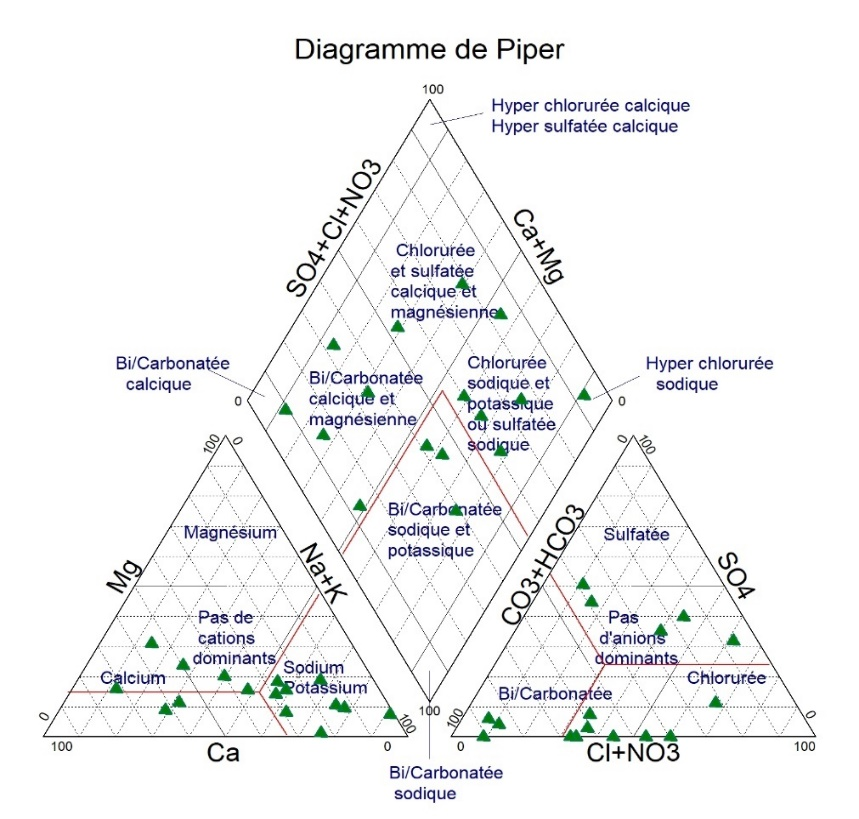 Diagramme de Piper
100
Hyper chlorurée calcique
Hyper sulfatée calcique
SO4+Cl+NO3
Ca+Mg
Chlorurée
et sulfatée
calcique et
magnésienne
Bi/Carbonatée
calcique
Bi/Carbonatée
calcique et
magnésienne
Chlorurée
sodique et
potassique
ou sulfatée
sodique
Hyper chlorurée
sodique
0
0
100
0
0
100
Bi/Carbonatée
sodique et
potassique
Magnésium
Mg
Na+K
Pas de
cations
dominants
Calcium
Sodium
Potassium
CO3+HCO3
SO4
Sulfatée
Pas
d'anions
dominants
Bi/Carbonatée
Chlorurée
0
100
100
100
0
100
0
0
100
Ca
Cl+NO3
Bi/Carbonatée
sodique